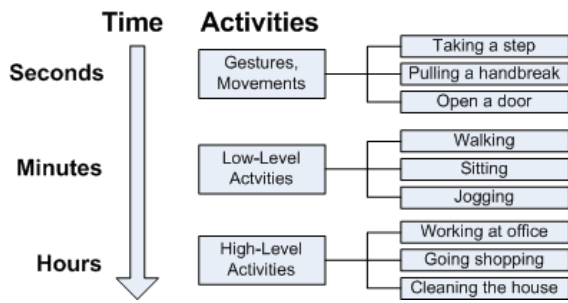 Time Activities
Seconds
Gestures,
Movements
Taking a step
Pulling a handbreak
Open a door
Minutes
Low-Level
Actvities
Walking
Sitting
Jogging
Hours
High-Level
Activities
Working at office
Going shopping
Cleaning the house